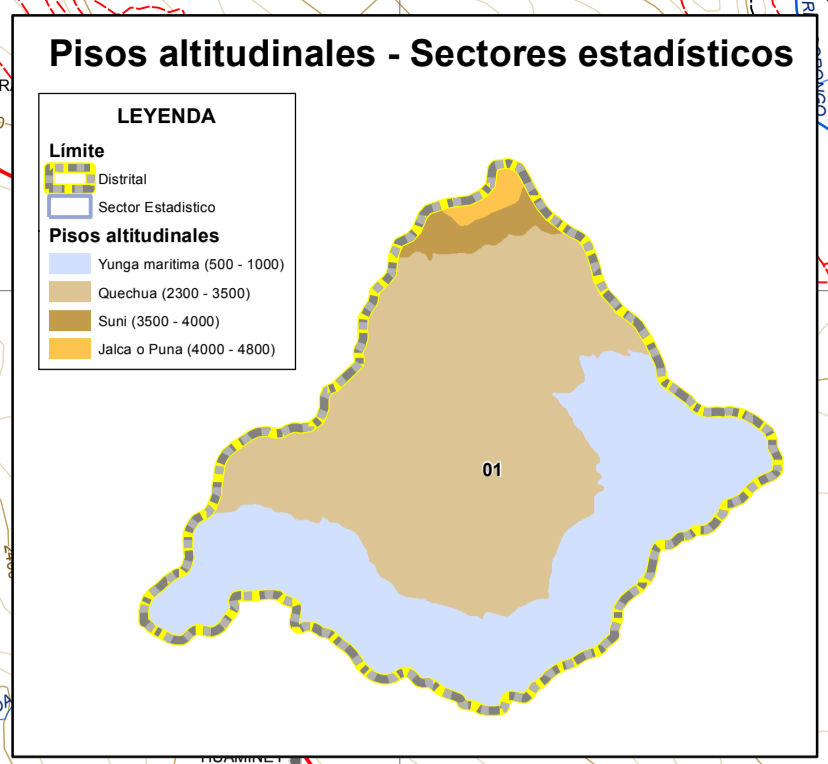 Pisos altitudinales - Sectores estadísticos
LEYENDA
Límite
Distrital
Sector Estadistico
Pisos altitudinales
Yunga maritima (500 - 1000)
Quechua (2300 - 3500)
Suni (3500 - 4000)
Jalca o Puna (4000 - 4800)
01